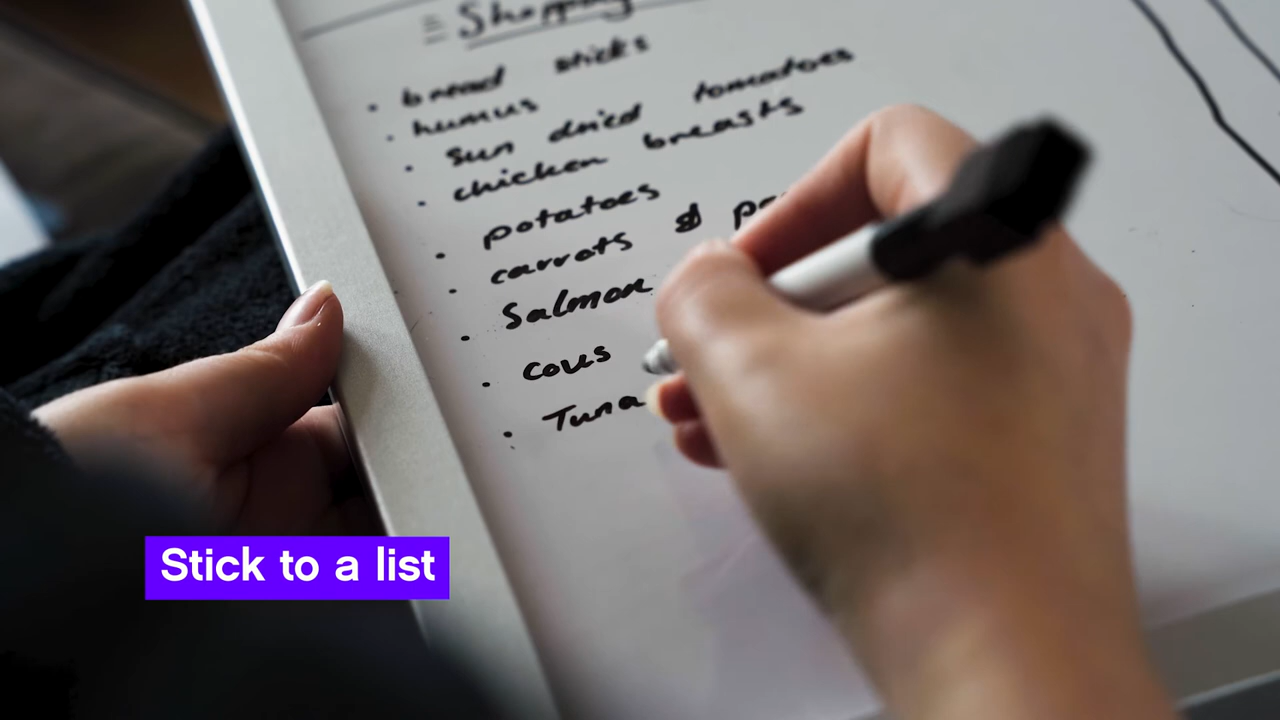 Shopping
• bread sticks
• humus
• sun dried tomatoes
• chicken breasts
• potatoes
• carrots &
• Salmon
• cous
• Tuna
Stick to a list